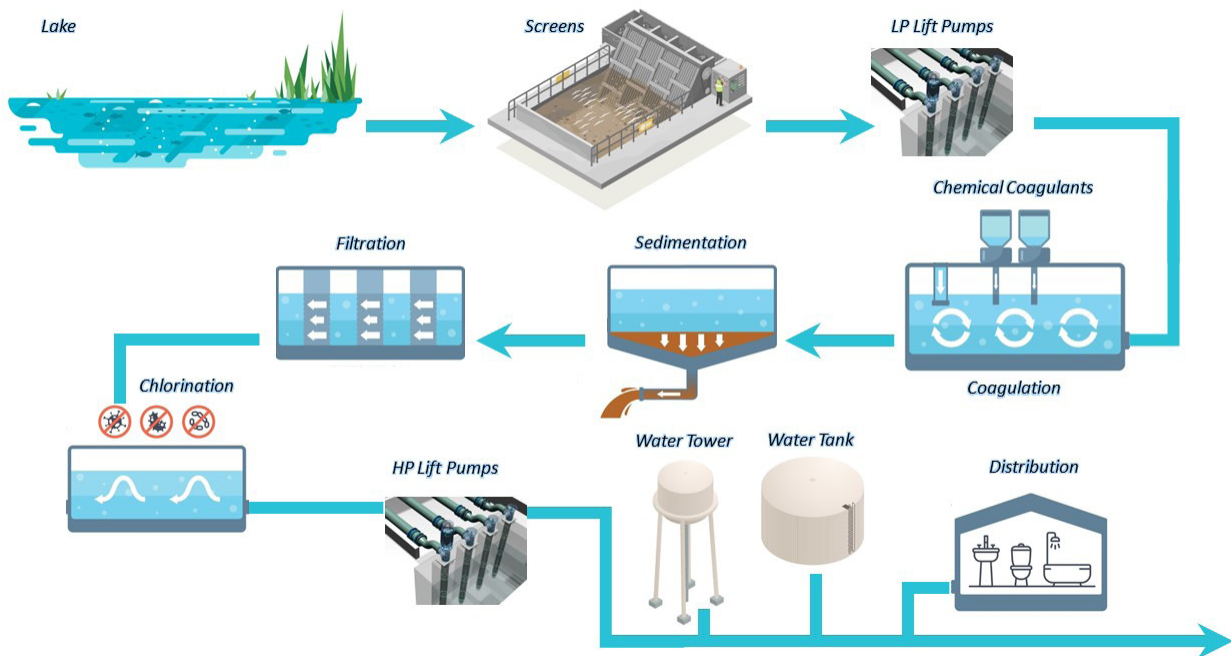 Lake
Screens
LP Lift Pumps
Chemical Coagulants
Filtration
Sedimentation
Coagulation
Chlorination
HP Lift Pumps
Water Tower
Water Tank
Distribution